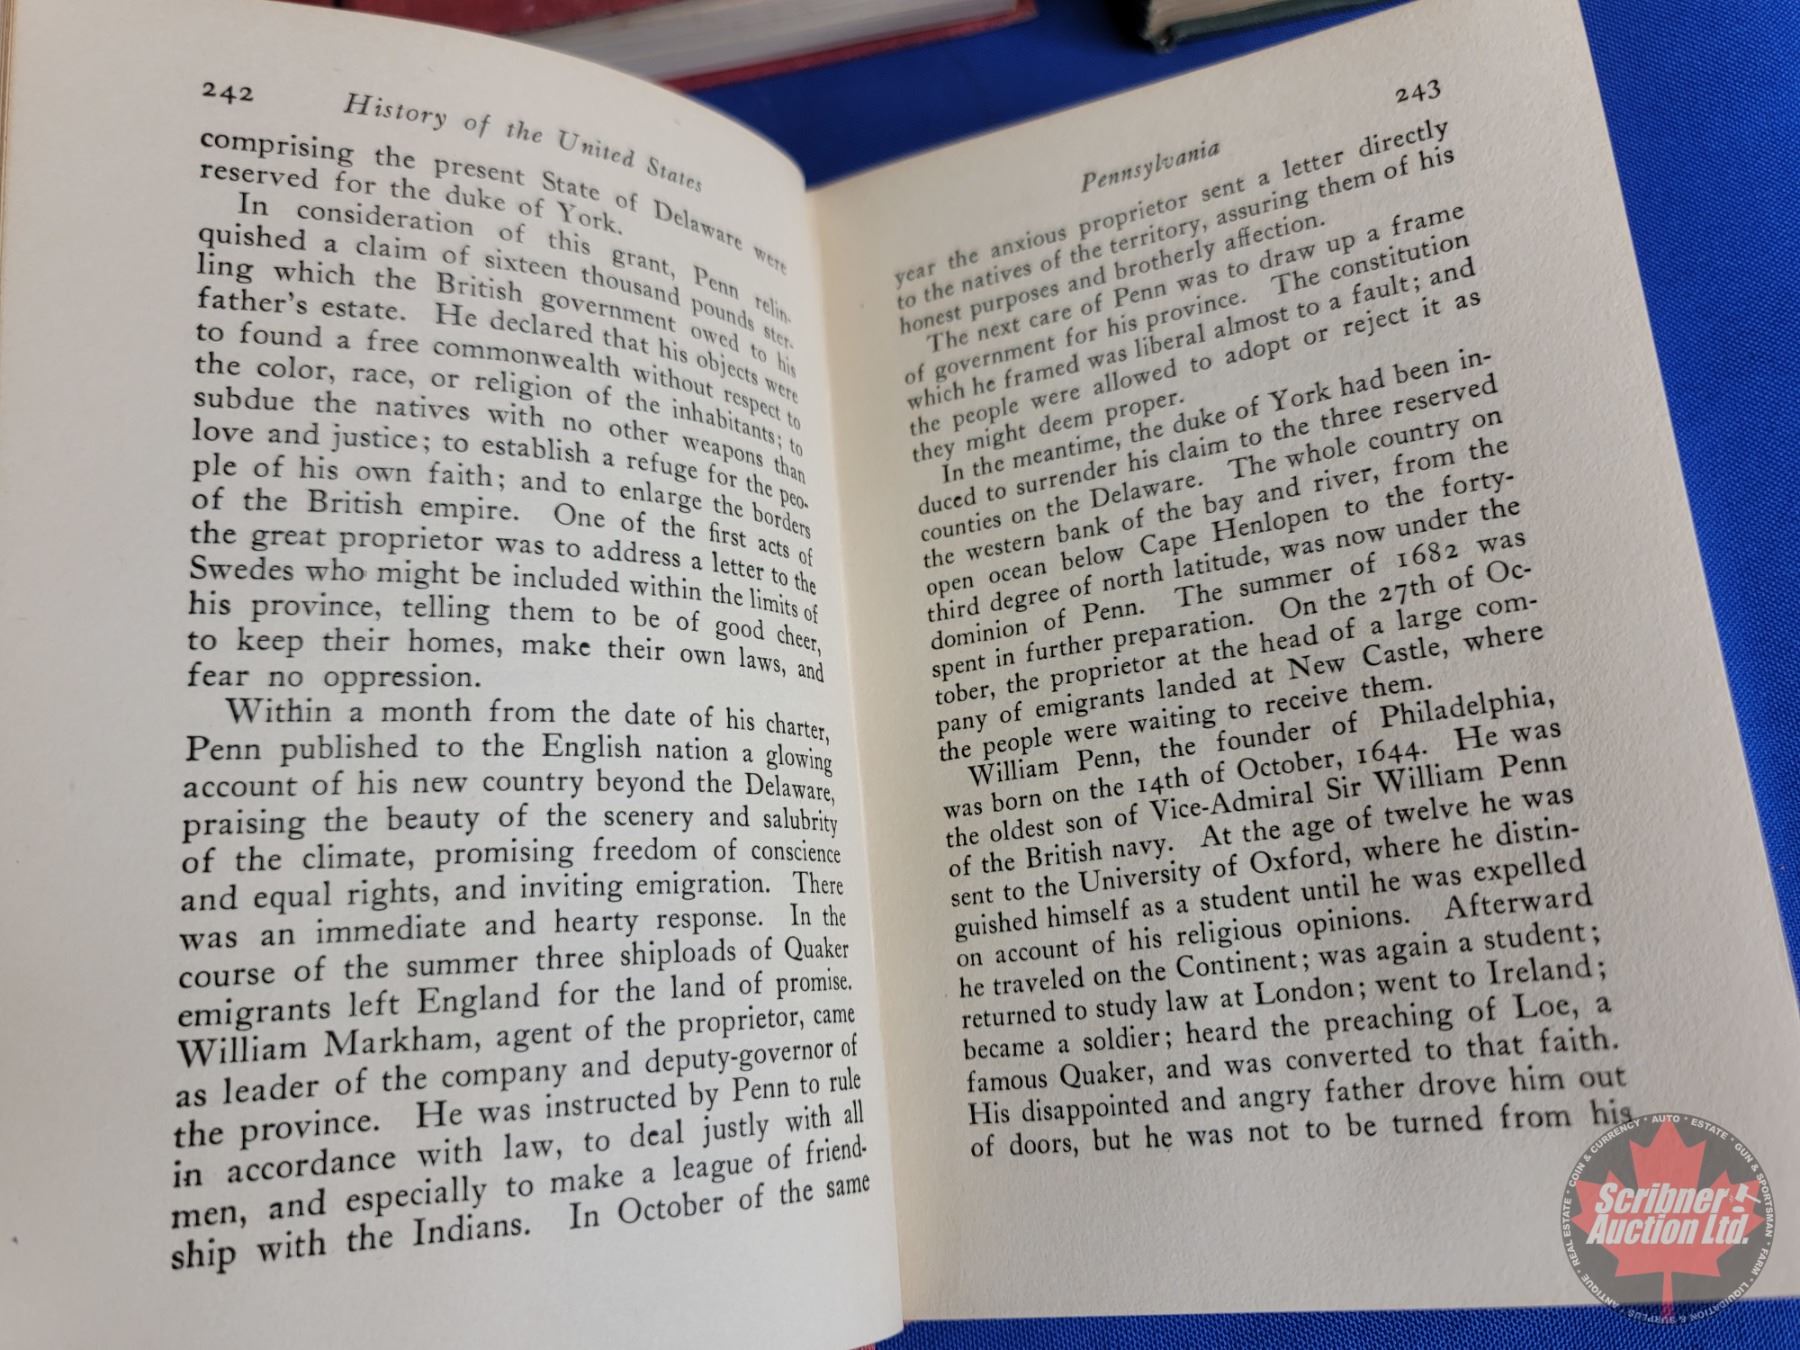 242
History of the United States
comprising the present State of Delaware were
reserved for the duke of York.
In consideration of this grant, Penn relin-
quished a claim of sixteen thousand pounds ster-
ling which the British government owed to his
father's estate. He declared that his objects were
to found a free commonwealth without respect to
the color, race, or religion of the inhabitants; to
subdue the natives with no other weapons than
love and justice; to establish a refuge for the peo-
ple of his own faith; and to enlarge the borders
of the British empire. One of the first acts of
the great proprietor was to address a letter to the
Swedes who might be included within the limits of
his province, telling them to be of good cheer,
to keep their homes, make their own laws, and
fear no oppression.
Within a month from the date of his charter,
Penn published to the English nation a glowing
account of his new country beyond the Delaware,
praising the beauty of the scenery and salubrity
of the climate, promising freedom of conscience
and equal rights, and inviting emigration. There
was an immediate and hearty response. In the
course of the summer three shiploads of Quaker
emigrants left England for the land of promise.
William Markham, agent of the proprietor, came
as leader of the company and deputy-governor of
the province. He was instructed by Penn to rule
in accordance with law, to deal justly with all
men, and especially to make a league of friend-
ship with the Indians. In October of the same
243
Pennsylvania
year the anxious proprietor sent a letter directly
to the natives of the territory, assuring them of his
honest purposes and brotherly affection.
The next care of Penn was to draw up a frame
of government for his province. The constitution
which he framed was liberal almost to a fault; and
the people were allowed to adopt or reject it as
they might deem proper.
In the meantime, the duke of York had been in-
duced to surrender his claim to the three reserved
counties on the Delaware. The whole country on
the western bank of the bay and river, from the
open ocean below Cape Henlopen to the forty-
third degree of north latitude, was now under the
dominion of Penn. The summer of 1682 was
spent in further preparation. On the 27th of Oc-
tober, the proprietor at the head of a large com-
pany of emigrants landed at New Castle, where
the people were waiting to receive them.
William Penn, the founder of Philadelphia,
was born on the 14th of October, 1644. He was
the oldest son of Vice-Admiral Sir William Penn
of the British navy. At the age of twelve he was
sent to the University of Oxford, where he distin-
guished himself as a student until he was expelled
on account of his religious opinions. Afterward
he traveled on the Continent; was again a student;
returned to study law at London; went to Ireland;
became a soldier; heard the preaching of Loe, a
famous Quaker, and was converted to that faith.
His disappointed and angry father drove him out
of doors, but he was not to be turned from his
Scribner
Auction Ltd.
REAL ESTATE · COIN & CURRENCY · AUTO · ESTATE · GUN & SPORTSMAN · FARM · LIQUIDATION & SURPLUS · ANTIQUE ·